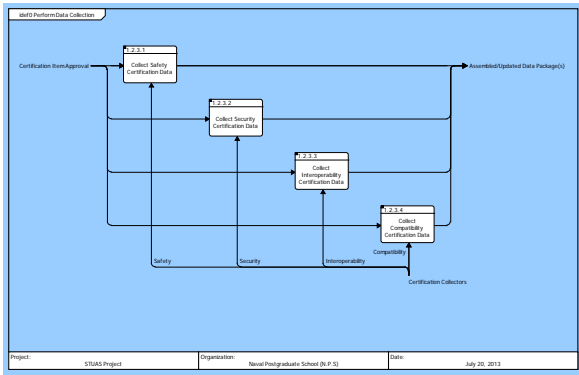 idef0 Perform Data Collection
1.2.3.1
Certification Item Approval
Collect Safety
Certification Data
Assembled/Updated Data Package(s)
1.2.3.2
Collect Security
Certification Data
1.2.3.3
Collect
Interoperability
Certification Data
1.2.3.4
Collect
Compatibility
Certification Data
Compatibility
Safety
Security
Interoperability
Certification Collectors
Project:
STUAS Project
Organization:
Naval Postgraduate School (N.P.S)
Date:
July 20, 2013